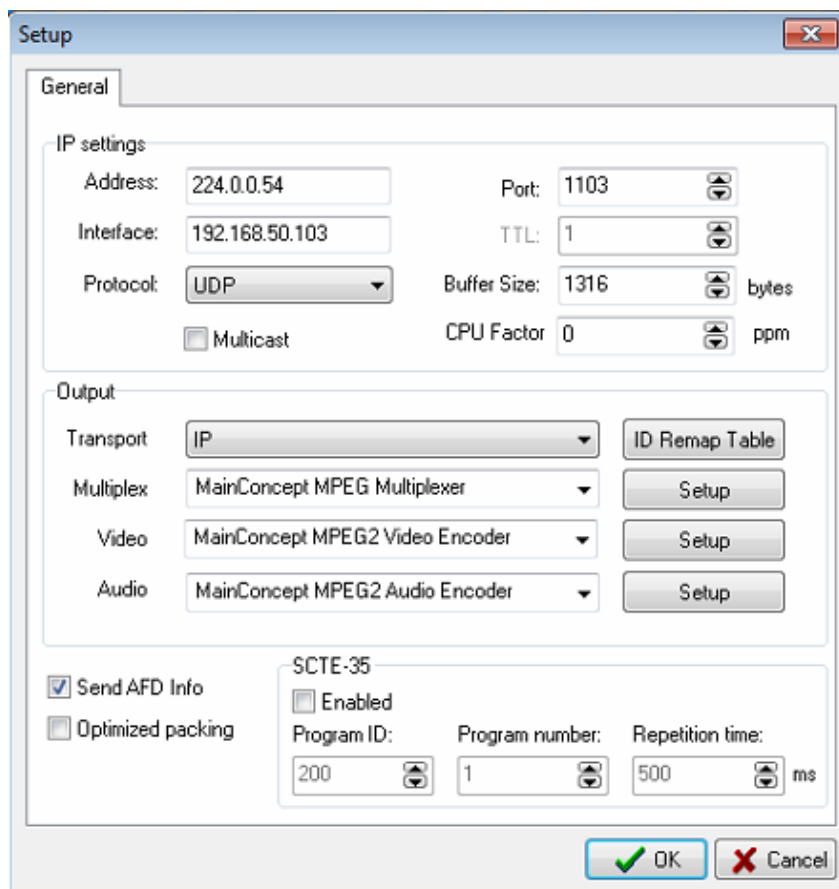 Setup
General
IP settings
Address: 224.0.0.54 Port: 1103
Interface: 192.168.50.103 TTL: 1
Protocol: UDP Buffer Size: 1316 bytes
Multicast CPU Factor 0 ppm
Output
Transport IP ID Remap Table
Multiplex MainConcept MPEG Multiplexer Setup
Video MainConcept MPEG2 Video Encoder Setup
Audio MainConcept MPEG2 Audio Encoder Setup
Send AFD Info
Optimized packing
SCTE-35
Enabled
Program ID: Program number: Repetition time:
200 1 500 ms
OK Cancel